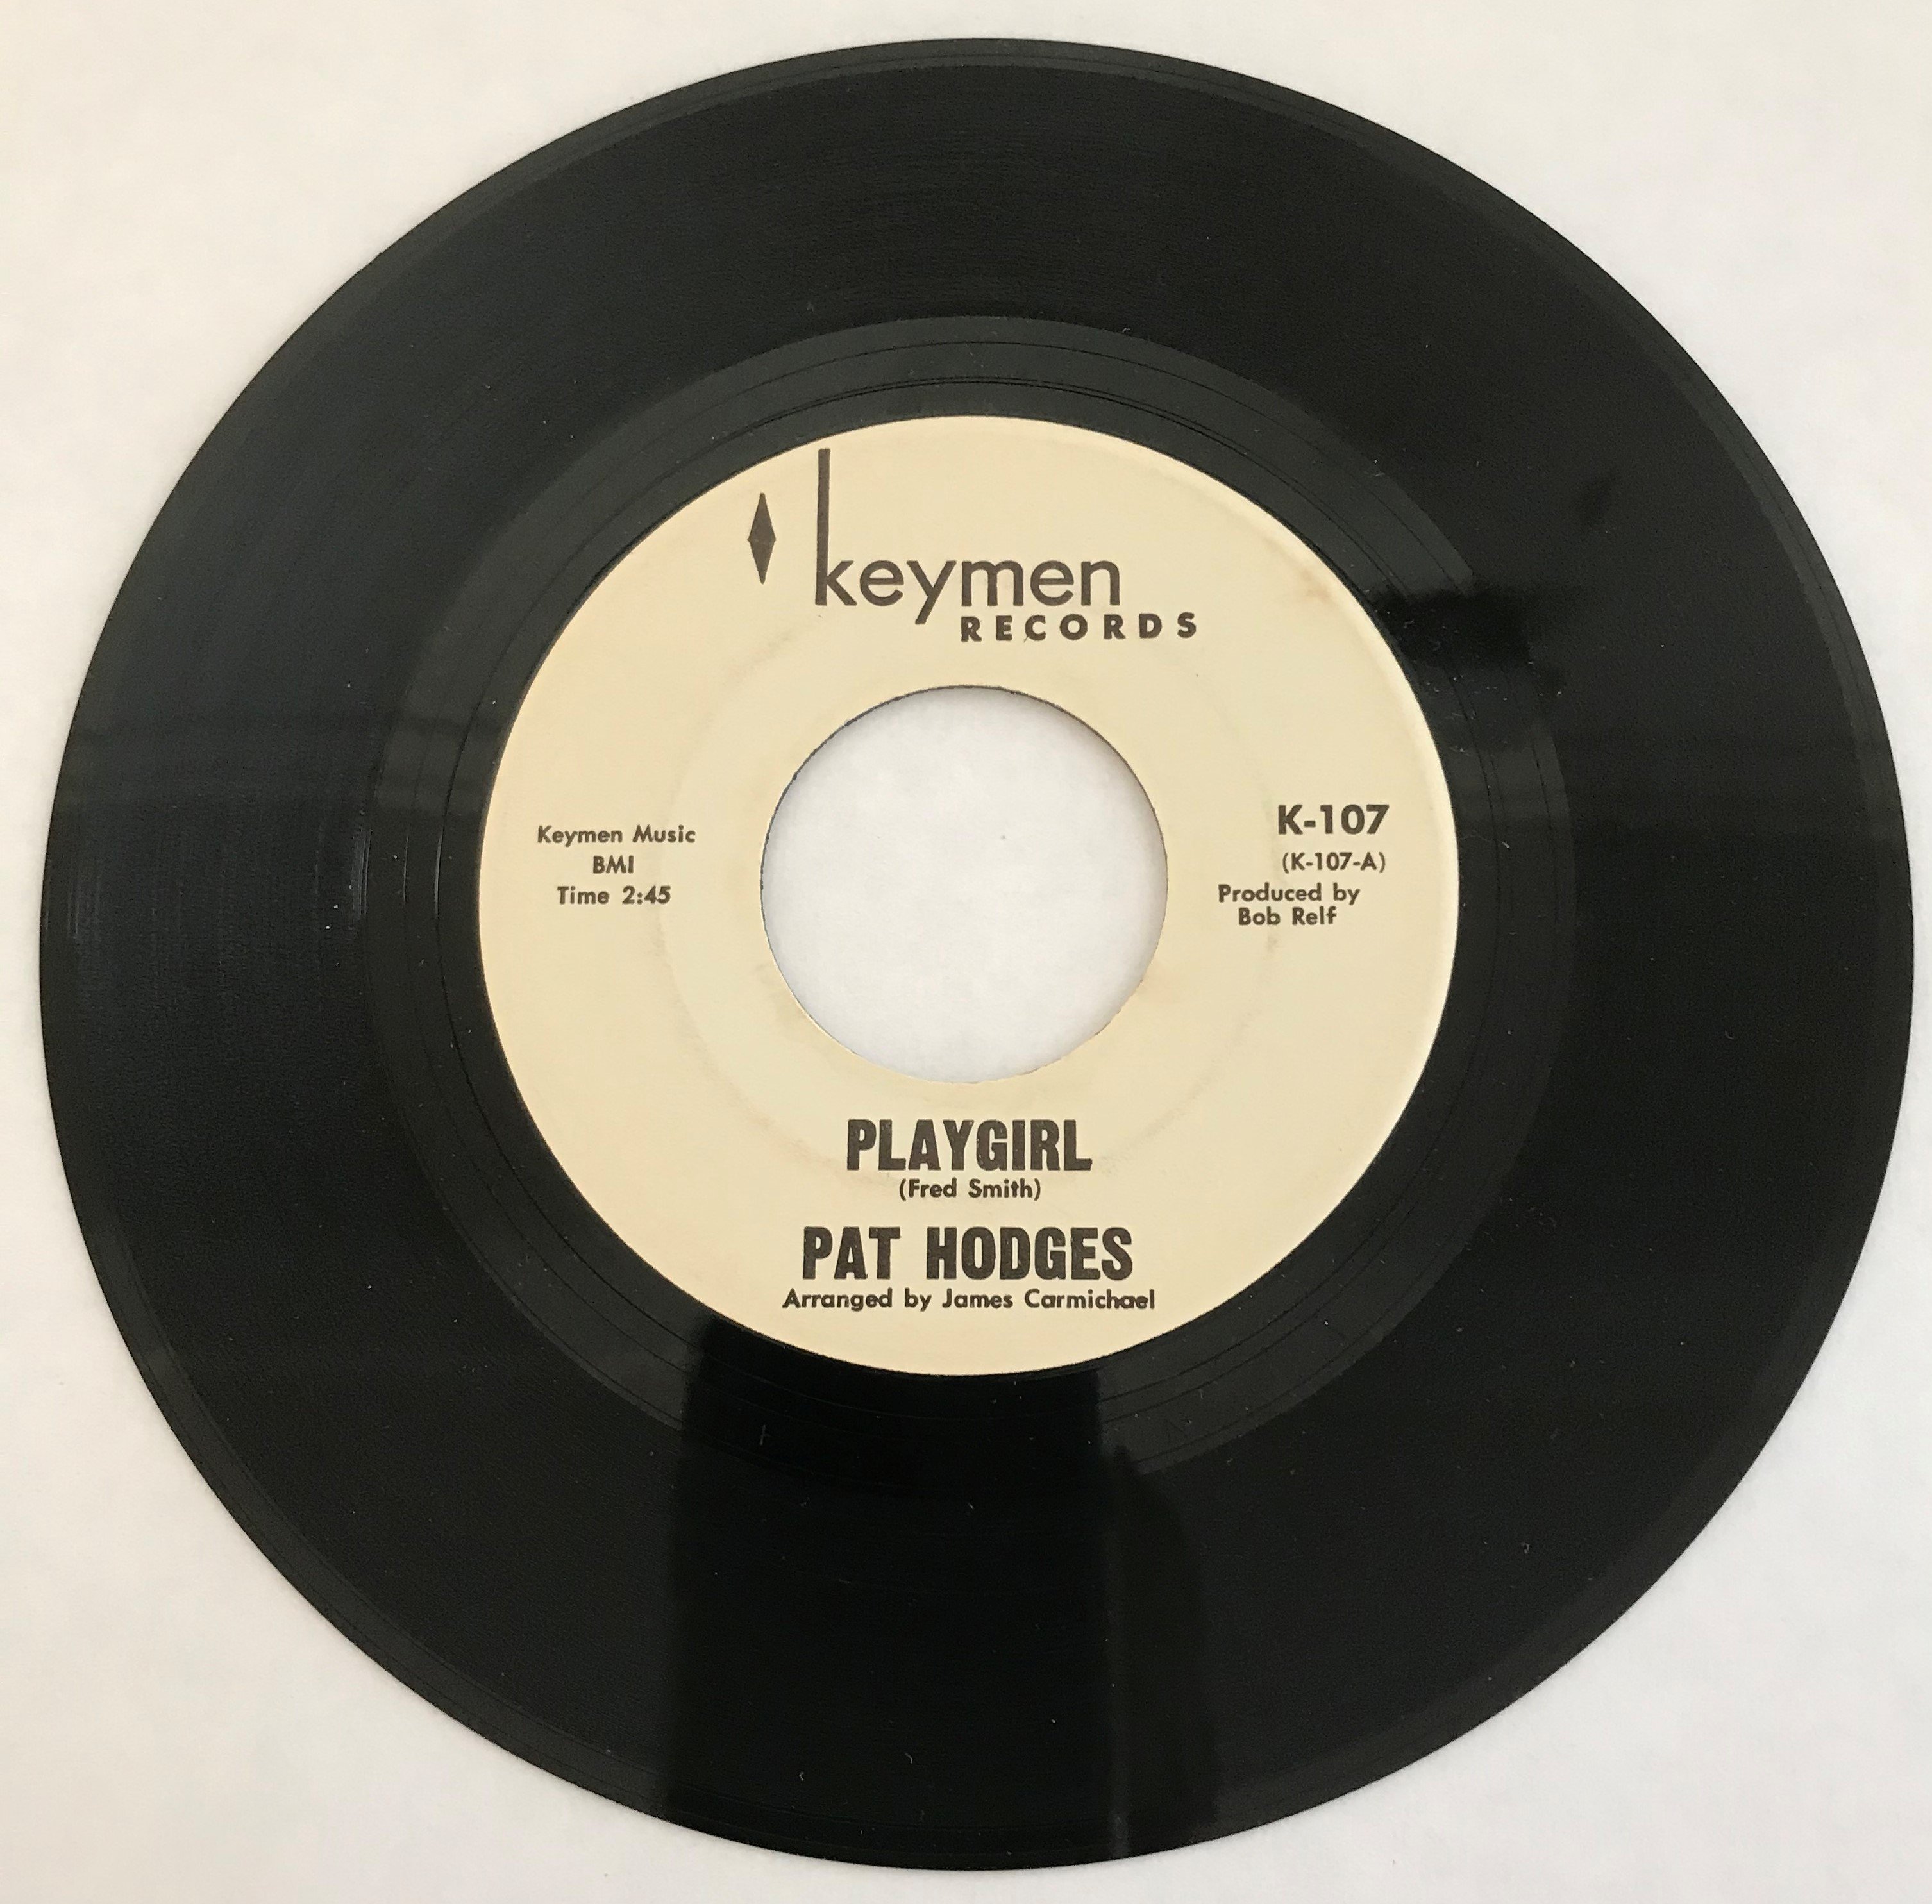 keymen
RECORDS
Keymen Music
BMI
Time 2:45
K-107
(K-107-A)
Produced by
Bob Relf
PLAYGIRL
(Fred Smith)
PAT HODGES
Arranged by James Carmichael